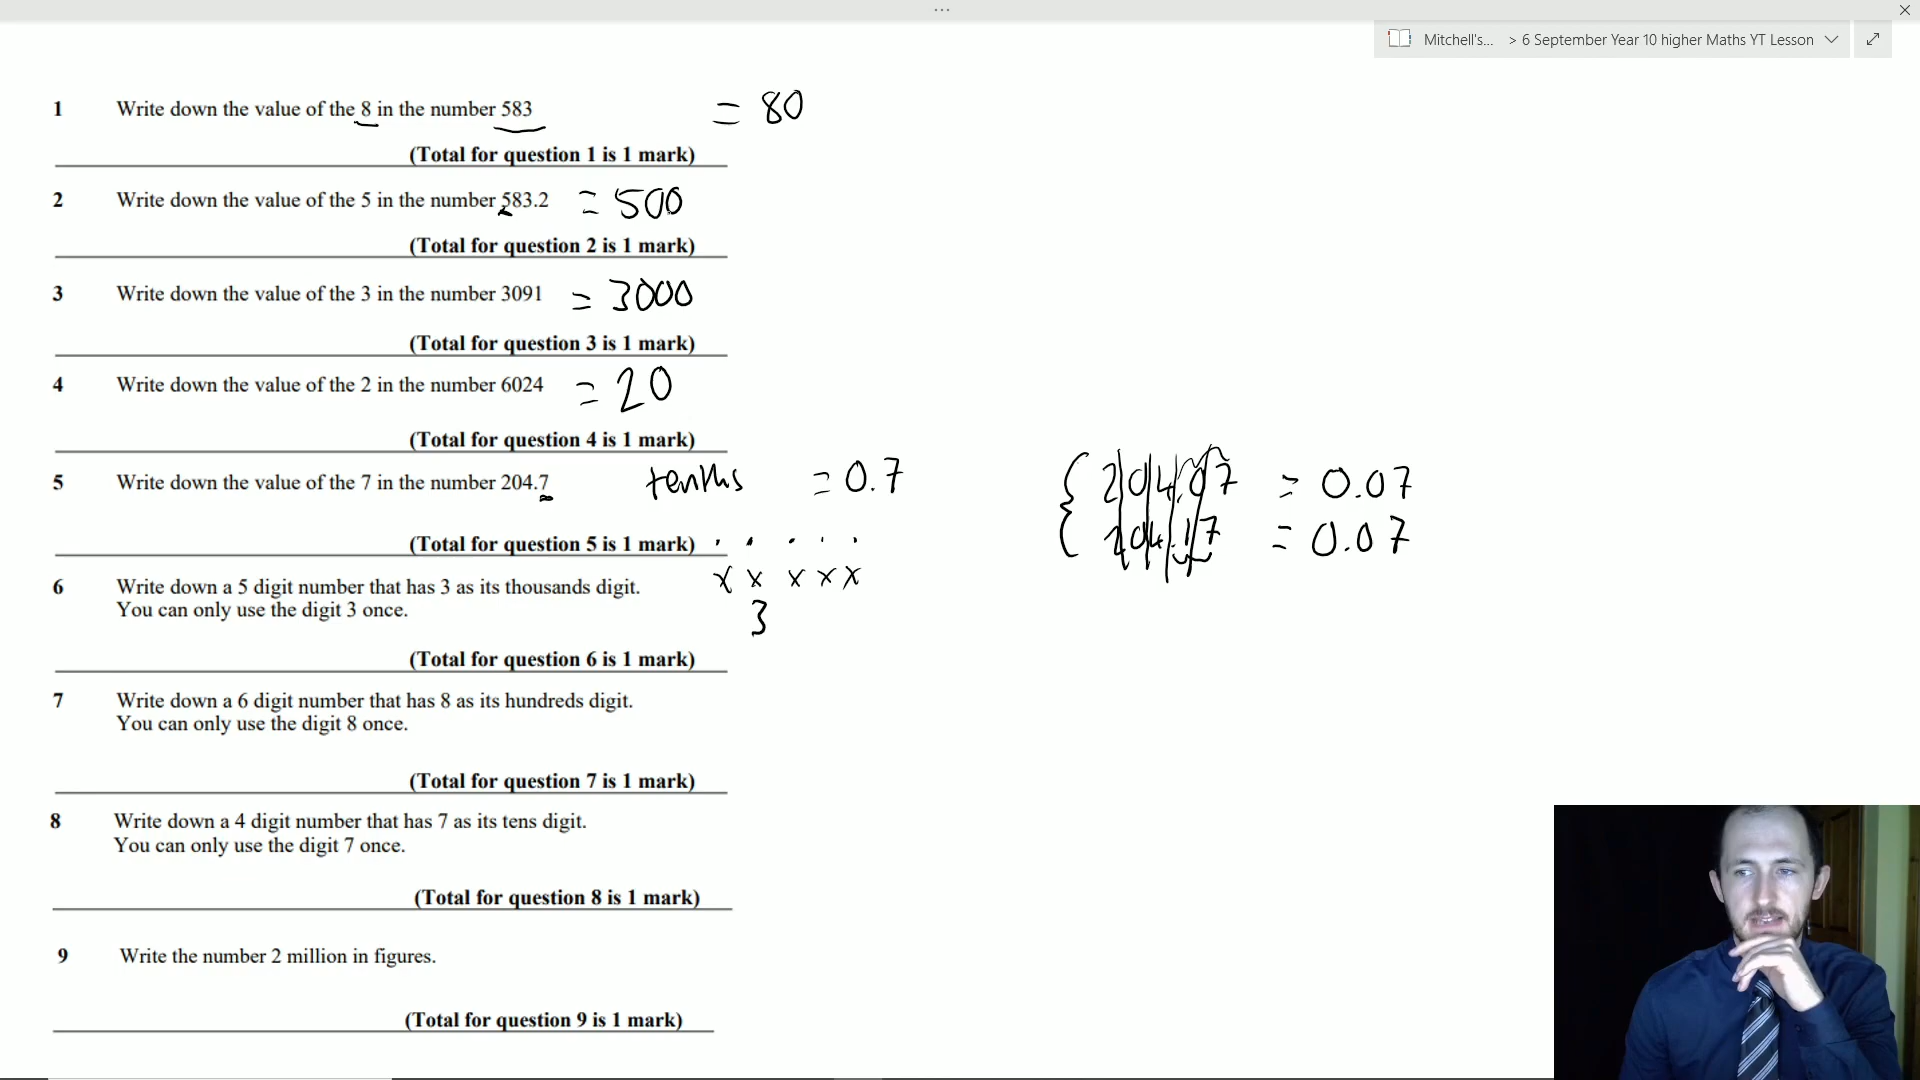 ...
Mitchell's... > 6 September Year 10 higher Maths YT Lesson
1 Write down the value of the 8 in the number 583 = 80
(Total for question 1 is 1 mark)
2 Write down the value of the 5 in the number 583.2 = 500
(Total for question 2 is 1 mark)
3 Write down the value of the 3 in the number 3091 = 3000
(Total for question 3 is 1 mark)
4 Write down the value of the 2 in the number 6024 = 20
(Total for question 4 is 1 mark)
5 Write down the value of the 7 in the number 204.7 tenths = 0.7
{ 204.07 = 0.07
204.17 = 0.07
(Total for question 5 is 1 mark)
x x x x x
6 Write down a 5 digit number that has 3 as its thousands digit.
You can only use the digit 3 once. 3
(Total for question 6 is 1 mark)
7 Write down a 6 digit number that has 8 as its hundreds digit.
You can only use the digit 8 once.
(Total for question 7 is 1 mark)
8 Write down a 4 digit number that has 7 as its tens digit.
You can only use the digit 7 once.
(Total for question 8 is 1 mark)
9 Write the number 2 million in figures.
(Total for question 9 is 1 mark)